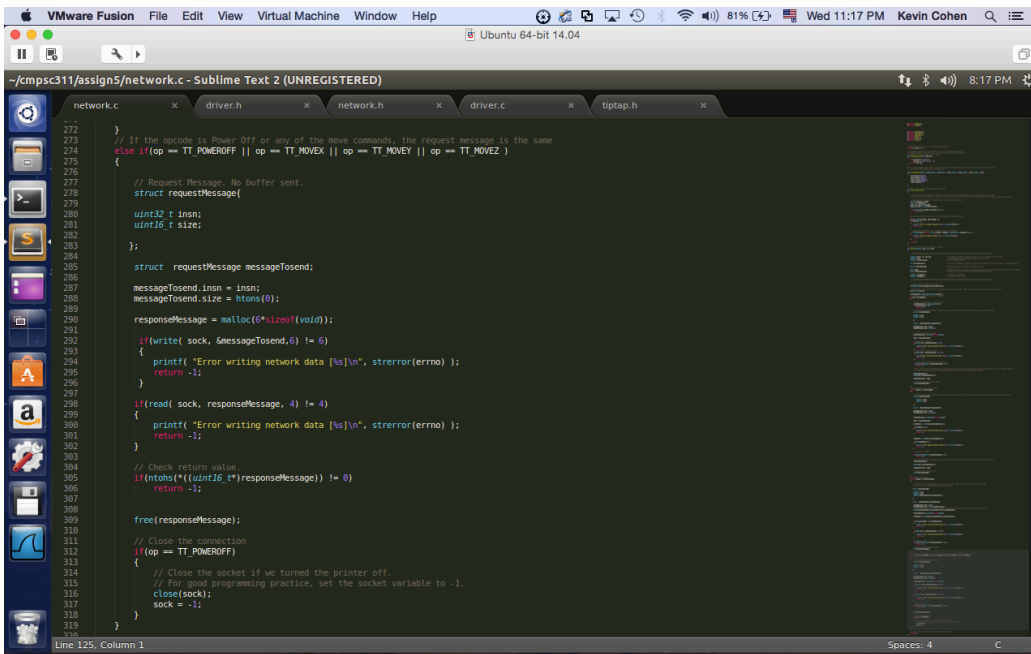 VMware Fusion File Edit View Virtual Machine Window Help 81% Wed 11:17 PM Kevin Cohen
Ubuntu 64-bit 14.04
~/cmpsc311/assign5/network.c - Sublime Text 2 (UNREGISTERED) 8:17 PM
network.c × driver.h × network.h × driver.c × tiptap.h ×
272 }
273 // If the opcode is Power Off or any of the move commands, the request message is the same
274 else if(op == TT_POWEROFF || op == TT_MOVEX || op == TT_MOVEY || op == TT_MOVEZ )
275 {
276
277 // Request Message. No buffer sent.
278 struct requestMessage{
279
280 uint32_t insn;
281 uint16_t size;
282
283 };
284
285 struct  requestMessage messageTosend;
286
287 messageTosend.insn = insn;
288 messageTosend.size = htons(0);
289
290 responseMessage = malloc(6*sizeof(void));
291
292 if(write( sock, &messageTosend,6) != 6)
293 {
294 printf( "Error writing network data [%s]\n", strerror(errno) );
295 return -1;
296 }
297
298 if(read( sock, responseMessage, 4) != 4)
299 {
300 printf( "Error writing network data [%s]\n", strerror(errno) );
301 return -1;
302 }
303
304 // Check return value.
305 if(ntohs(*((uint16_t*)responseMessage)) != 0)
306 return -1;
307
308
309 free(responseMessage);
310
311 // Close the connection
312 if(op == TT_POWEROFF)
313 {
314 // Close the socket if we turned the printer off.
315 // For good programming practice, set the socket variable to -1.
316 close(sock);
317 sock = -1;
318 }
319 }
Line 125, Column 1 Spaces: 4 C